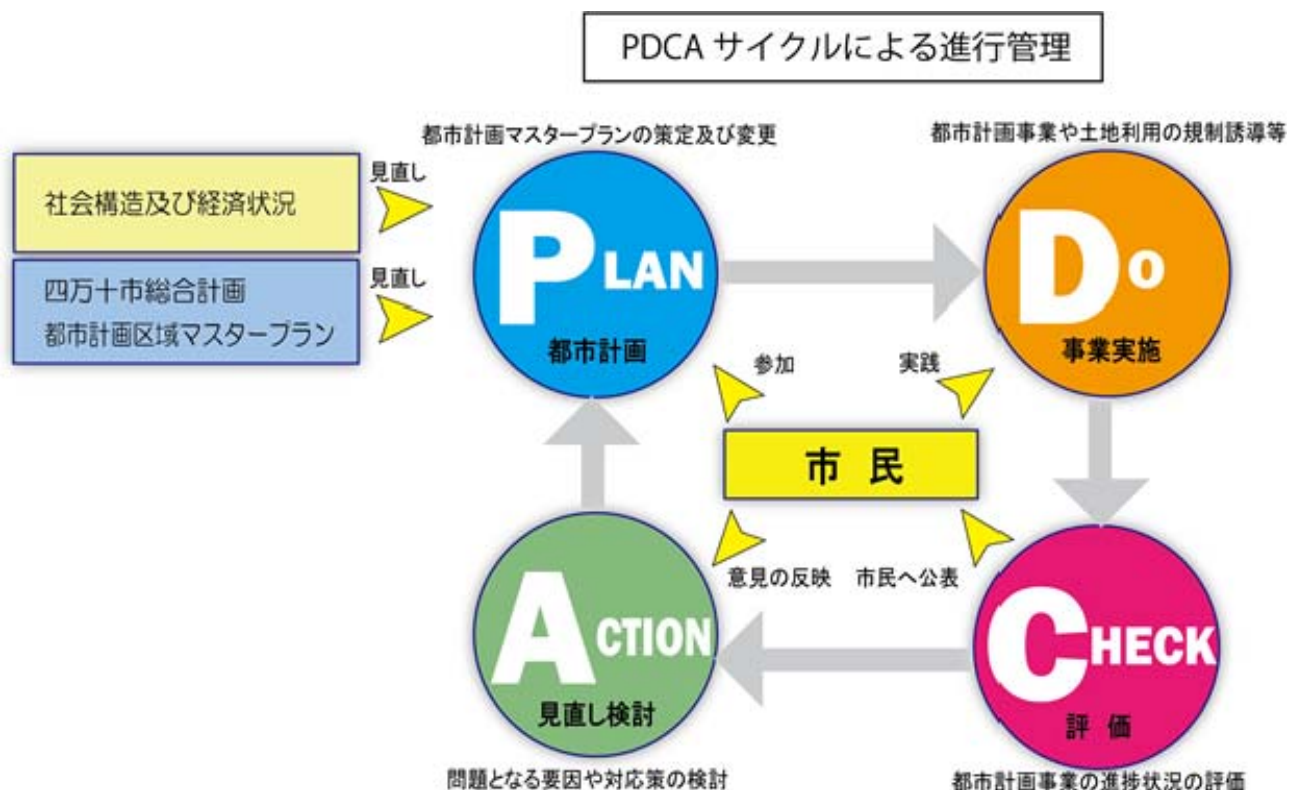 PDCA サイクルによる進行管理
都市計画マスタープランの策定及び変更
都市計画事業や土地利用の規制誘導等
社会構造及び経済状況
見直し
四万十市総合計画
都市計画区域マスタープラン
見直し
PLAN
都市計画
DO
事業実施
参加
実践
市 民
意見の反映
市民へ公表
ACTION
見直し検討
CHECK
評 価
問題となる要因や対応策の検討
都市計画事業の進捗状況の評価